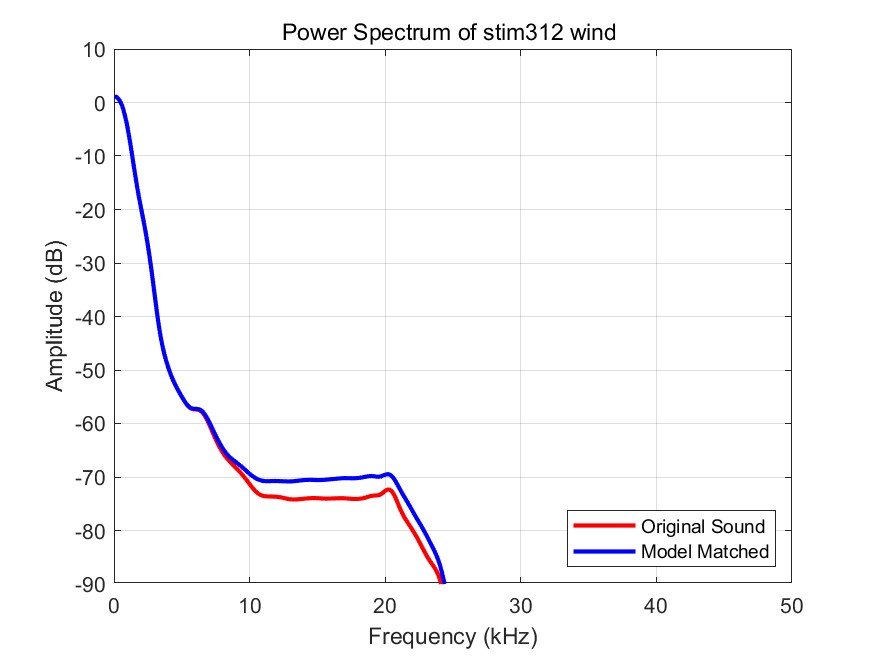 Power Spectrum of stim312 wind
10
0
-10
-20
-30
-40
-50
-60
-70
-80
-90
Amplitude (dB)
Original Sound
Model Matched
0 10 20 30 40 50
Frequency (kHz)